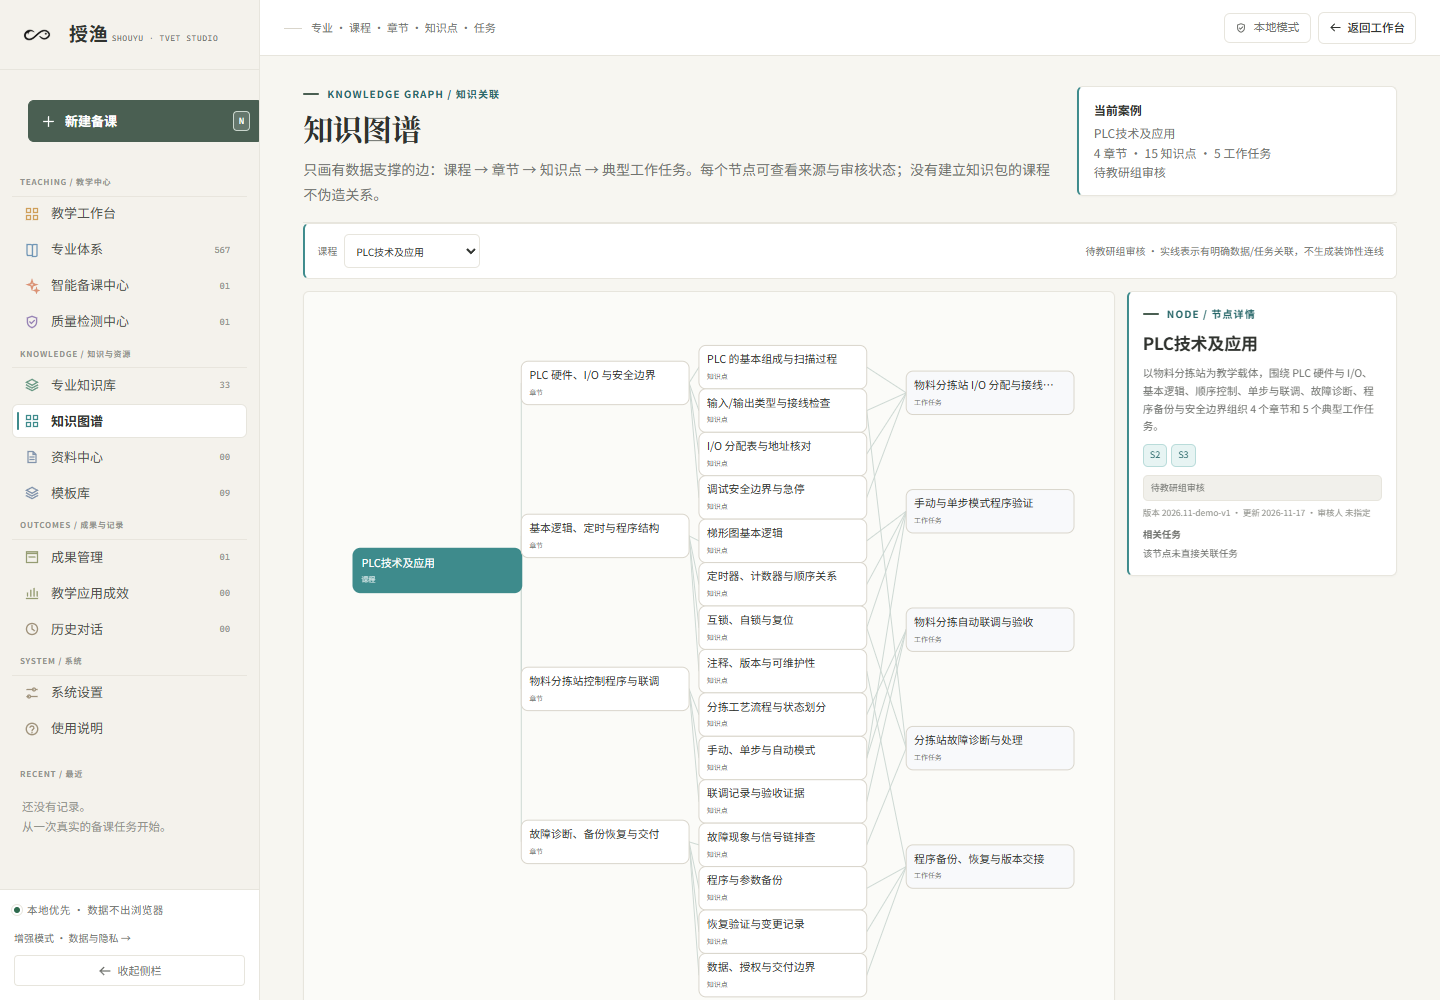 授渔 SHOUYU · TVET STUDIO
新建备课 N
TEACHING / 教学中心
教学工作台
专业体系 567
智能备课中心 01
质量检测中心 01
KNOWLEDGE / 知识与资源
专业知识库 33
知识图谱
资料中心 00
模板库 09
OUTCOMES / 成果与记录
成果管理 01
教学应用成效 00
历史对话 00
SYSTEM / 系统
系统设置
使用说明
RECENT / 最近
还没有记录。
从一次真实的备课任务开始。
本地优先 · 数据不出浏览器
增强模式 · 数据与隐私 →
← 收起侧栏
专业 · 课程 · 章节 · 知识点 · 任务
本地模式
← 返回工作台
KNOWLEDGE GRAPH / 知识关联
知识图谱
只画有数据支撑的边：课程 → 章节 → 知识点 → 典型工作任务。每个节点可查看来源与审核状态；没有建立知识包的课程
不伪造关系。
当前案例
PLC技术及应用
4 章节 · 15 知识点 · 5 工作任务
待教研组审核
课程 PLC技术及应用
待教研组审核 · 实线表示有明确数据/任务关联，不生成装饰性连线
PLC技术及应用
课程
PLC 硬件、I/O 与安全边界
章节
基本逻辑、定时与程序结构
章节
物料分拣站控制程序与联调
章节
故障诊断、备份恢复与交付
章节
PLC 的基本组成与扫描过程
知识点
输入/输出类型与接线检查
知识点
I/O 分配表与地址核对
知识点
调试安全边界与急停
知识点
梯形图基本逻辑
知识点
定时器、计数器与顺序关系
知识点
互锁、自锁与复位
知识点
注释、版本与可维护性
知识点
分拣工艺流程与状态划分
知识点
手动、单步与自动模式
知识点
联调记录与验收证据
知识点
故障现象与信号链排查
知识点
程序与参数备份
知识点
恢复验证与变更记录
知识点
数据、授权与交付边界
知识点
物料分拣站 I/O 分配与接线…
工作任务
手动与单步模式程序验证
工作任务
物料分拣自动联调与验收
工作任务
分拣站故障诊断与处理
工作任务
程序备份、恢复与版本交接
工作任务
NODE / 节点详情
PLC技术及应用
以物料分拣站为教学载体，围绕 PLC 硬件与 I/O、
基本逻辑、顺序控制、单步与联调、故障诊断、程
序备份与安全边界组织 4 个章节和 5 个典型工作任
务。
S2 S3
待教研组审核
版本 2026.11-demo-v1 · 更新 2026-11-17 · 审核人 未指定
相关任务
该节点未直接关联任务